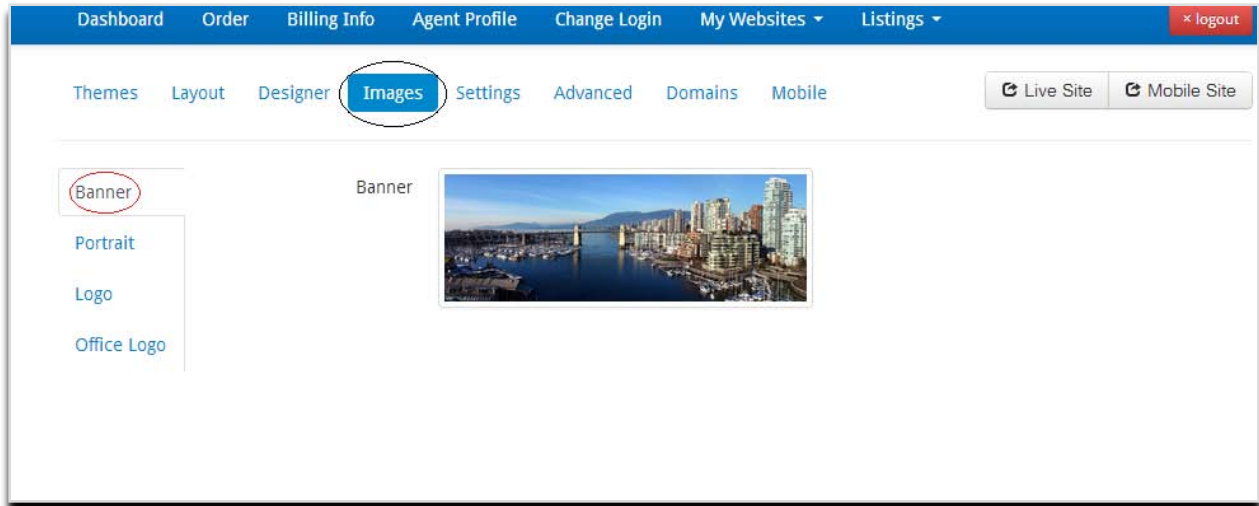 Dashboard Order Billing Info Agent Profile Change Login My Websites Listings × logout
Themes Layout Designer Images Settings Advanced Domains Mobile Live Site Mobile Site
Banner Banner
Portrait
Logo
Office Logo